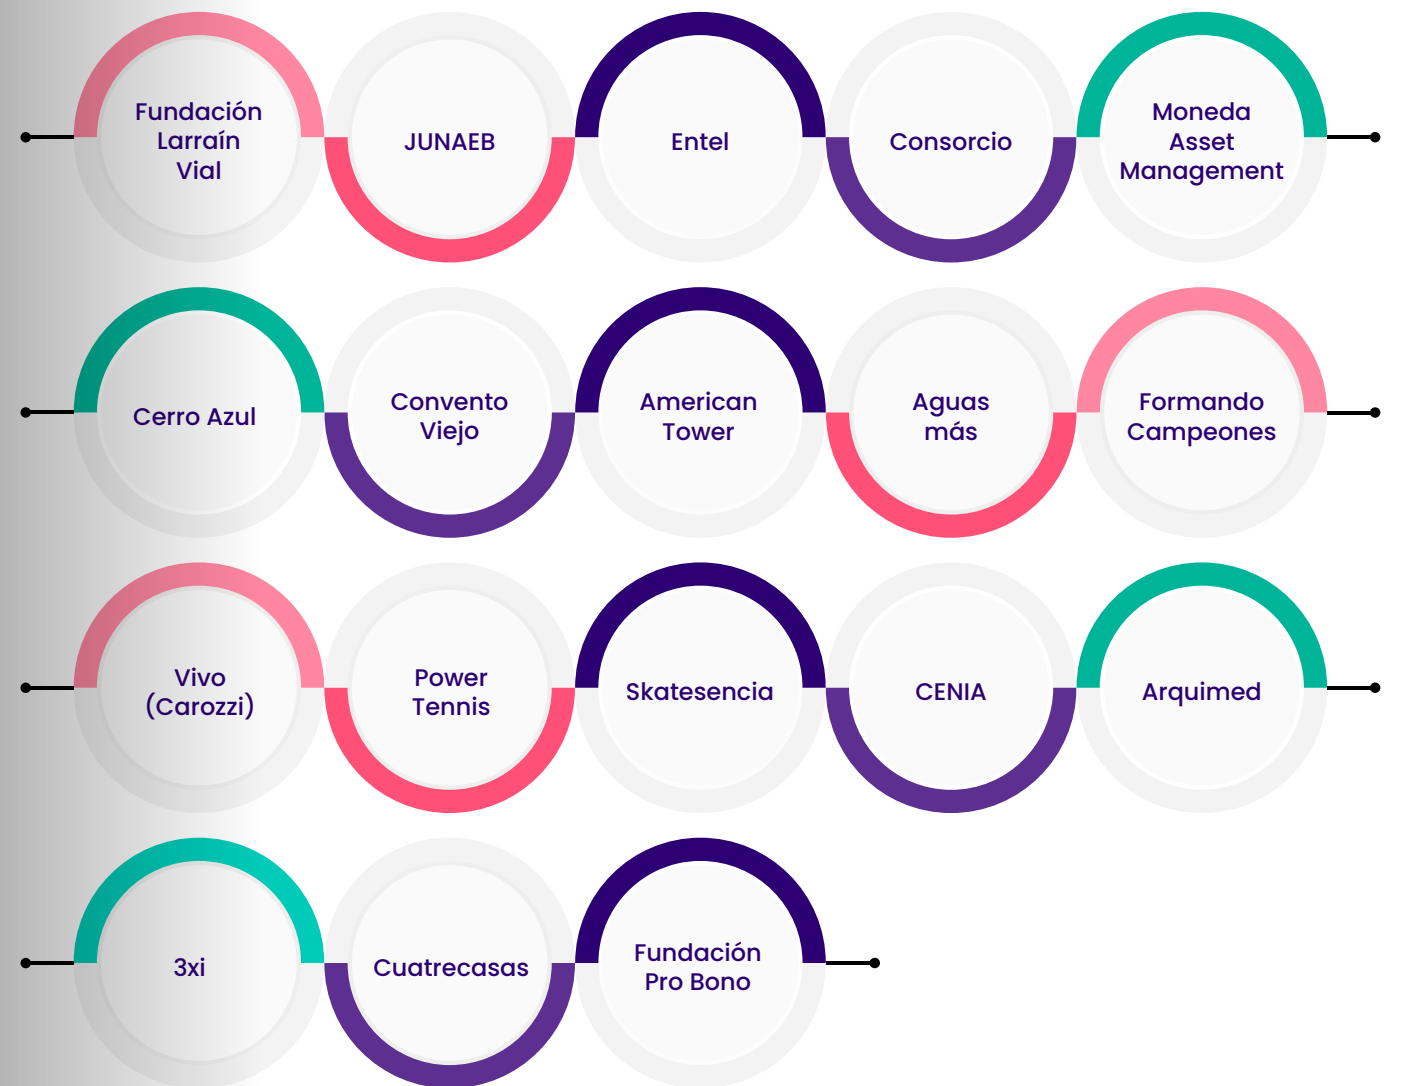 Fundación
Larraín
Vial
JUNAEB
Entel
Consorcio
Moneda
Asset
Management
Cerro Azul
Convento
Viejo
American
Tower
Aguas
más
Formando
Campeones
Vivo
(Carozzi)
Power
Tennis
Skatesencia
CENIA
Arquimed
3xi
Cuatrecasas
Fundación
Pro Bono